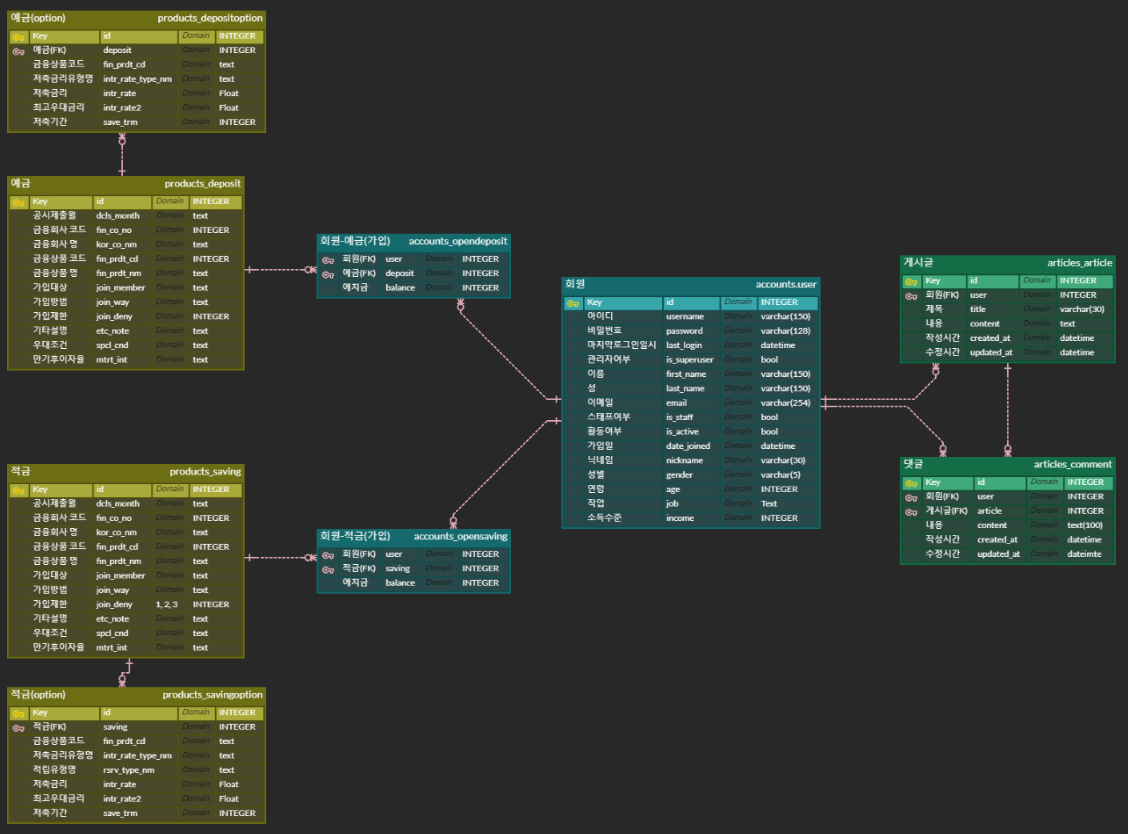 예금(option) products_depositoption
Key id Domain INTEGER
예금(FK) deposit Domain INTEGER
금융상품코드 fin_prdt_cd Domain text
저축금리유형명 intr_rate_type_nm Domain text
저축금리 intr_rate Domain Float
최고우대금리 intr_rate2 Domain Float
저축기간 save_trm Domain INTEGER
예금 products_deposit
Key id Domain INTEGER
공시제출월 dcls_month Domain text
금융회사 코드 fin_co_no Domain INTEGER
금융회사 명 kor_co_nm Domain text
금융상품 코드 fin_prdt_cd Domain INTEGER
금융상품 명 fin_prdt_nm Domain text
가입대상 join_member Domain text
가입방법 join_way Domain text
가입제한 join_deny Domain INTEGER
기타설명 etc_note Domain text
우대조건 spcl_cnd Domain text
만기후이자율 mtrt_int Domain text
적금 products_saving
Key id Domain INTEGER
공시제출월 dcls_month Domain text
금융회사 코드 fin_co_no Domain INTEGER
금융회사 명 kor_co_nm Domain text
금융상품 코드 fin_prdt_cd Domain INTEGER
금융상품 명 fin_prdt_nm Domain text
가입대상 join_member Domain text
가입방법 join_way Domain text
가입제한 join_deny 1, 2, 3 INTEGER
기타설명 etc_note Domain text
우대조건 spcl_cnd Domain text
만기후이자율 mtrt_int Domain text
적금(option) products_savingoption
Key id Domain INTEGER
적금(FK) saving Domain INTEGER
금융상품코드 fin_prdt_cd Domain text
저축금리유형명 intr_rate_type_nm Domain text
적립유형명 rsrv_type_nm Domain text
저축금리 intr_rate Domain Float
최고우대금리 intr_rate2 Domain Float
저축기간 save_trm Domain INTEGER
회원-예금(가입) accounts_opendeposit
회원(FK) user Domain INTEGER
예금(FK) deposit Domain INTEGER
예치금 balance Domain INTEGER
회원-적금(가입) accounts_opensaving
회원(FK) user Domain INTEGER
적금(FK) saving Domain INTEGER
예치금 balance Domain INTEGER
회원 accounts.user
Key id Domain INTEGER
아이디 username Domain varchar(150)
비밀번호 password Domain varchar(128)
마지막로그인일시 last_login Domain datetime
관리자여부 is_superuser Domain bool
이름 first_name Domain varchar(150)
성 last_name Domain varchar(150)
이메일 email Domain varchar(254)
스태프여부 is_staff Domain bool
활동여부 is_active Domain bool
가입일 date_joined Domain datetime
닉네임 nickname Domain varchar(30)
성별 gender Domain varchar(5)
연령 age Domain INTEGER
직업 job Domain Text
소득수준 income Domain INTEGER
게시글 articles_article
Key id Domain INTEGER
회원(FK) user Domain INTEGER
제목 title Domain varchar(30)
내용 content Domain text
작성시간 created_at Domain datetime
수정시간 updated_at Domain datetime
댓글 articles_comment
Key id Domain INTEGER
회원(FK) user Domain INTEGER
게시글(FK) article Domain INTEGER
내용 content Domain text(100)
작성시간 created_at Domain datetime
수정시간 updated_at Domain dateimte